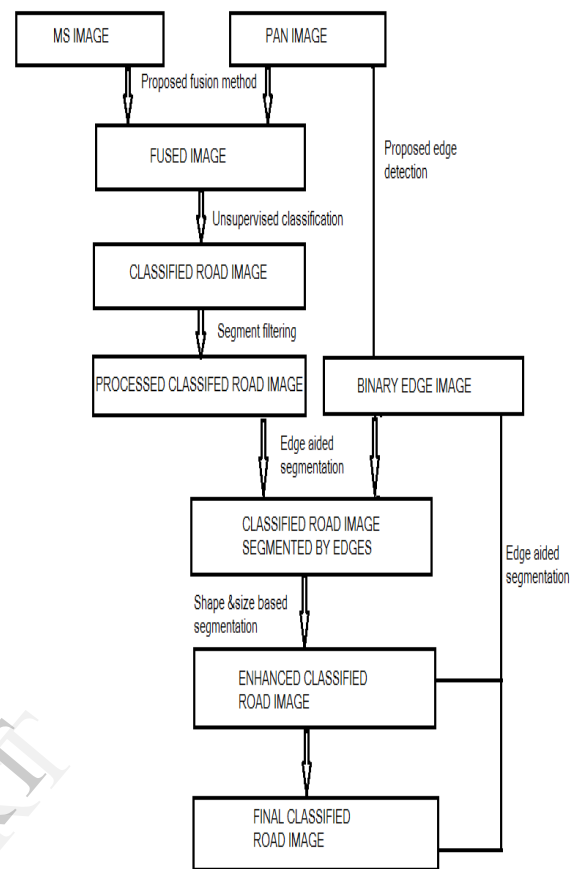 MS IMAGE
PAN IMAGE
Proposed fusion method
FUSED IMAGE
Proposed edge
detection
Unsupervised classification
CLASSIFIED ROAD IMAGE
Segment filtering
PROCESSED CLASSIFED ROAD IMAGE
BINARY EDGE IMAGE
Edge aided
segmentation
CLASSIFIED ROAD IMAGE
SEGMENTED BY EDGES
Edge aided
segmentation
Shape &size based
segmentation
ENHANCED CLASSIFIED
ROAD IMAGE
FINAL CLASSIFIED
ROAD IMAGE